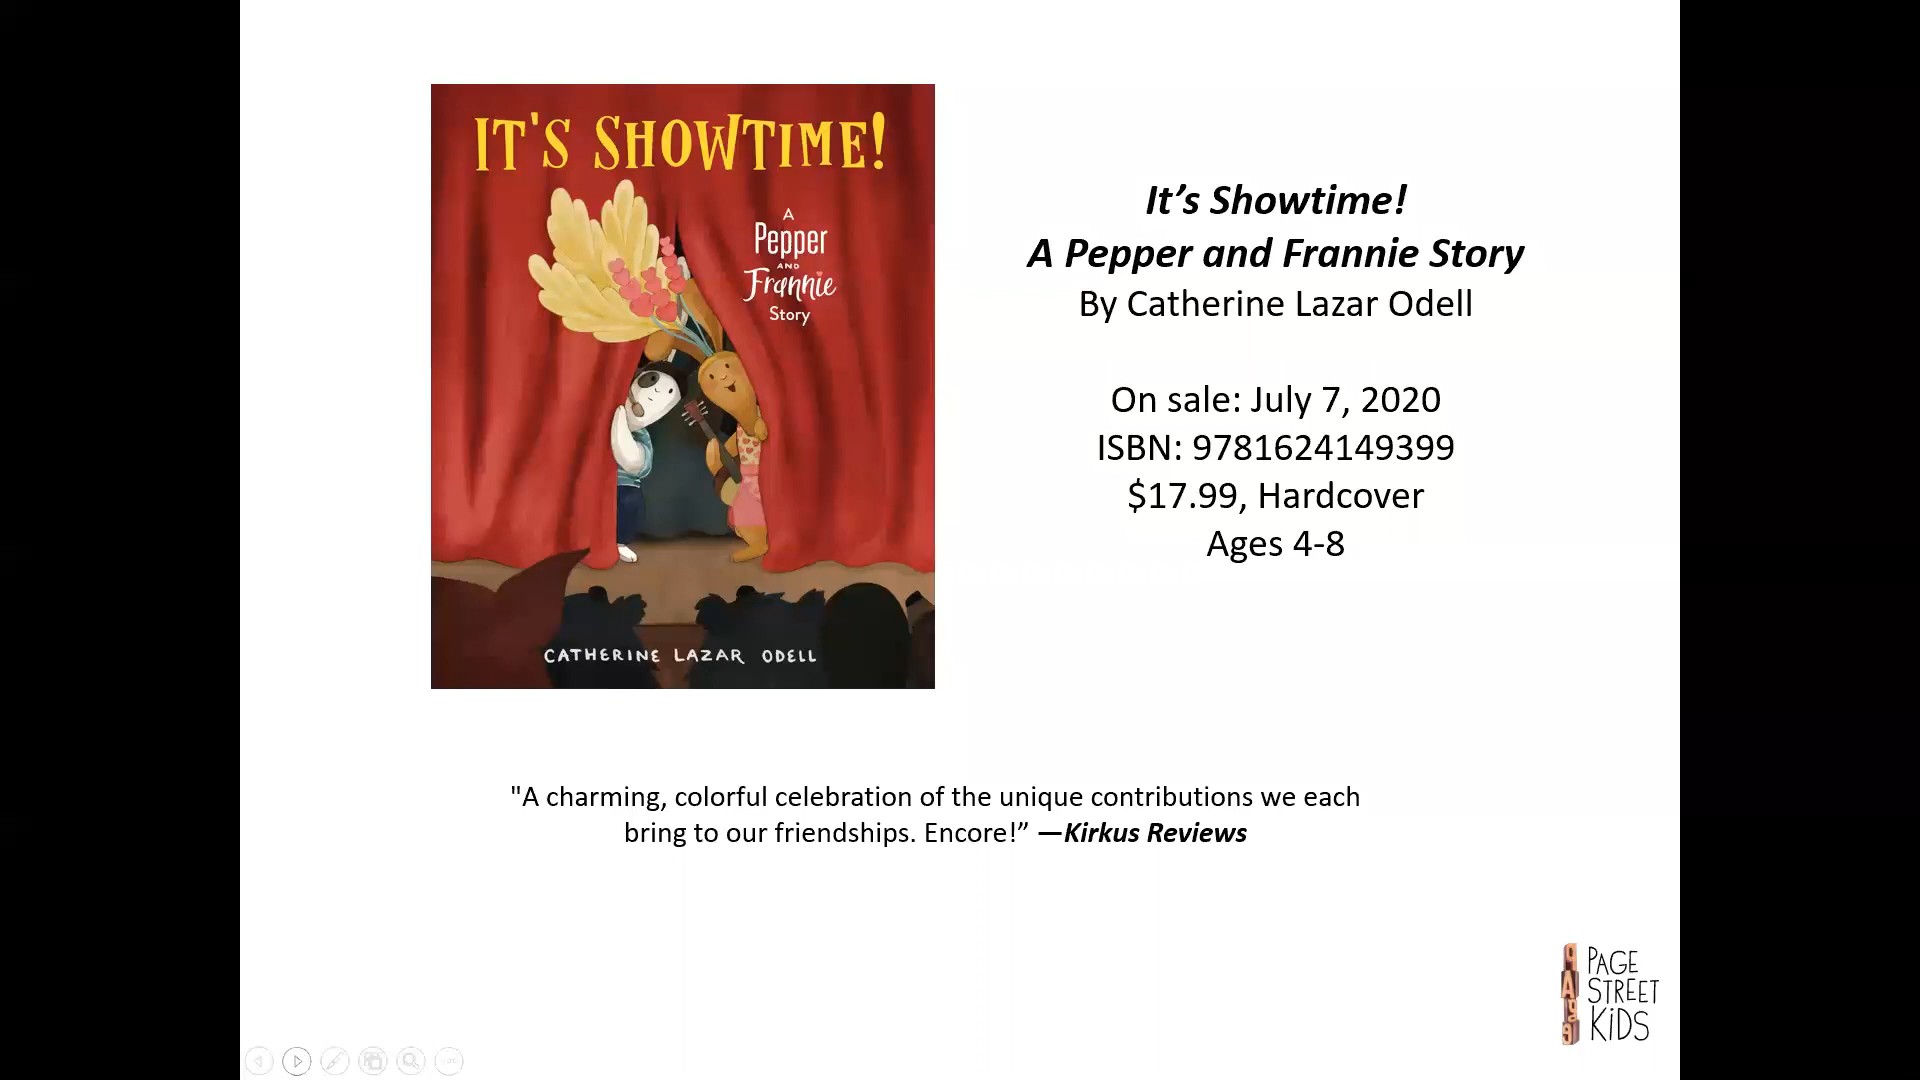 IT'S SHOWTIME!
A
Pepper
AND
Frannie
Story
CATHERINE LAZAR ODELL
It’s Showtime!
A Pepper and Frannie Story
By Catherine Lazar Odell
On sale: July 7, 2020
ISBN: 9781624149399
$17.99, Hardcover
Ages 4-8
"A charming, colorful celebration of the unique contributions we each
bring to our friendships. Encore!” —Kirkus Reviews
PAGE
STREET
KiDS